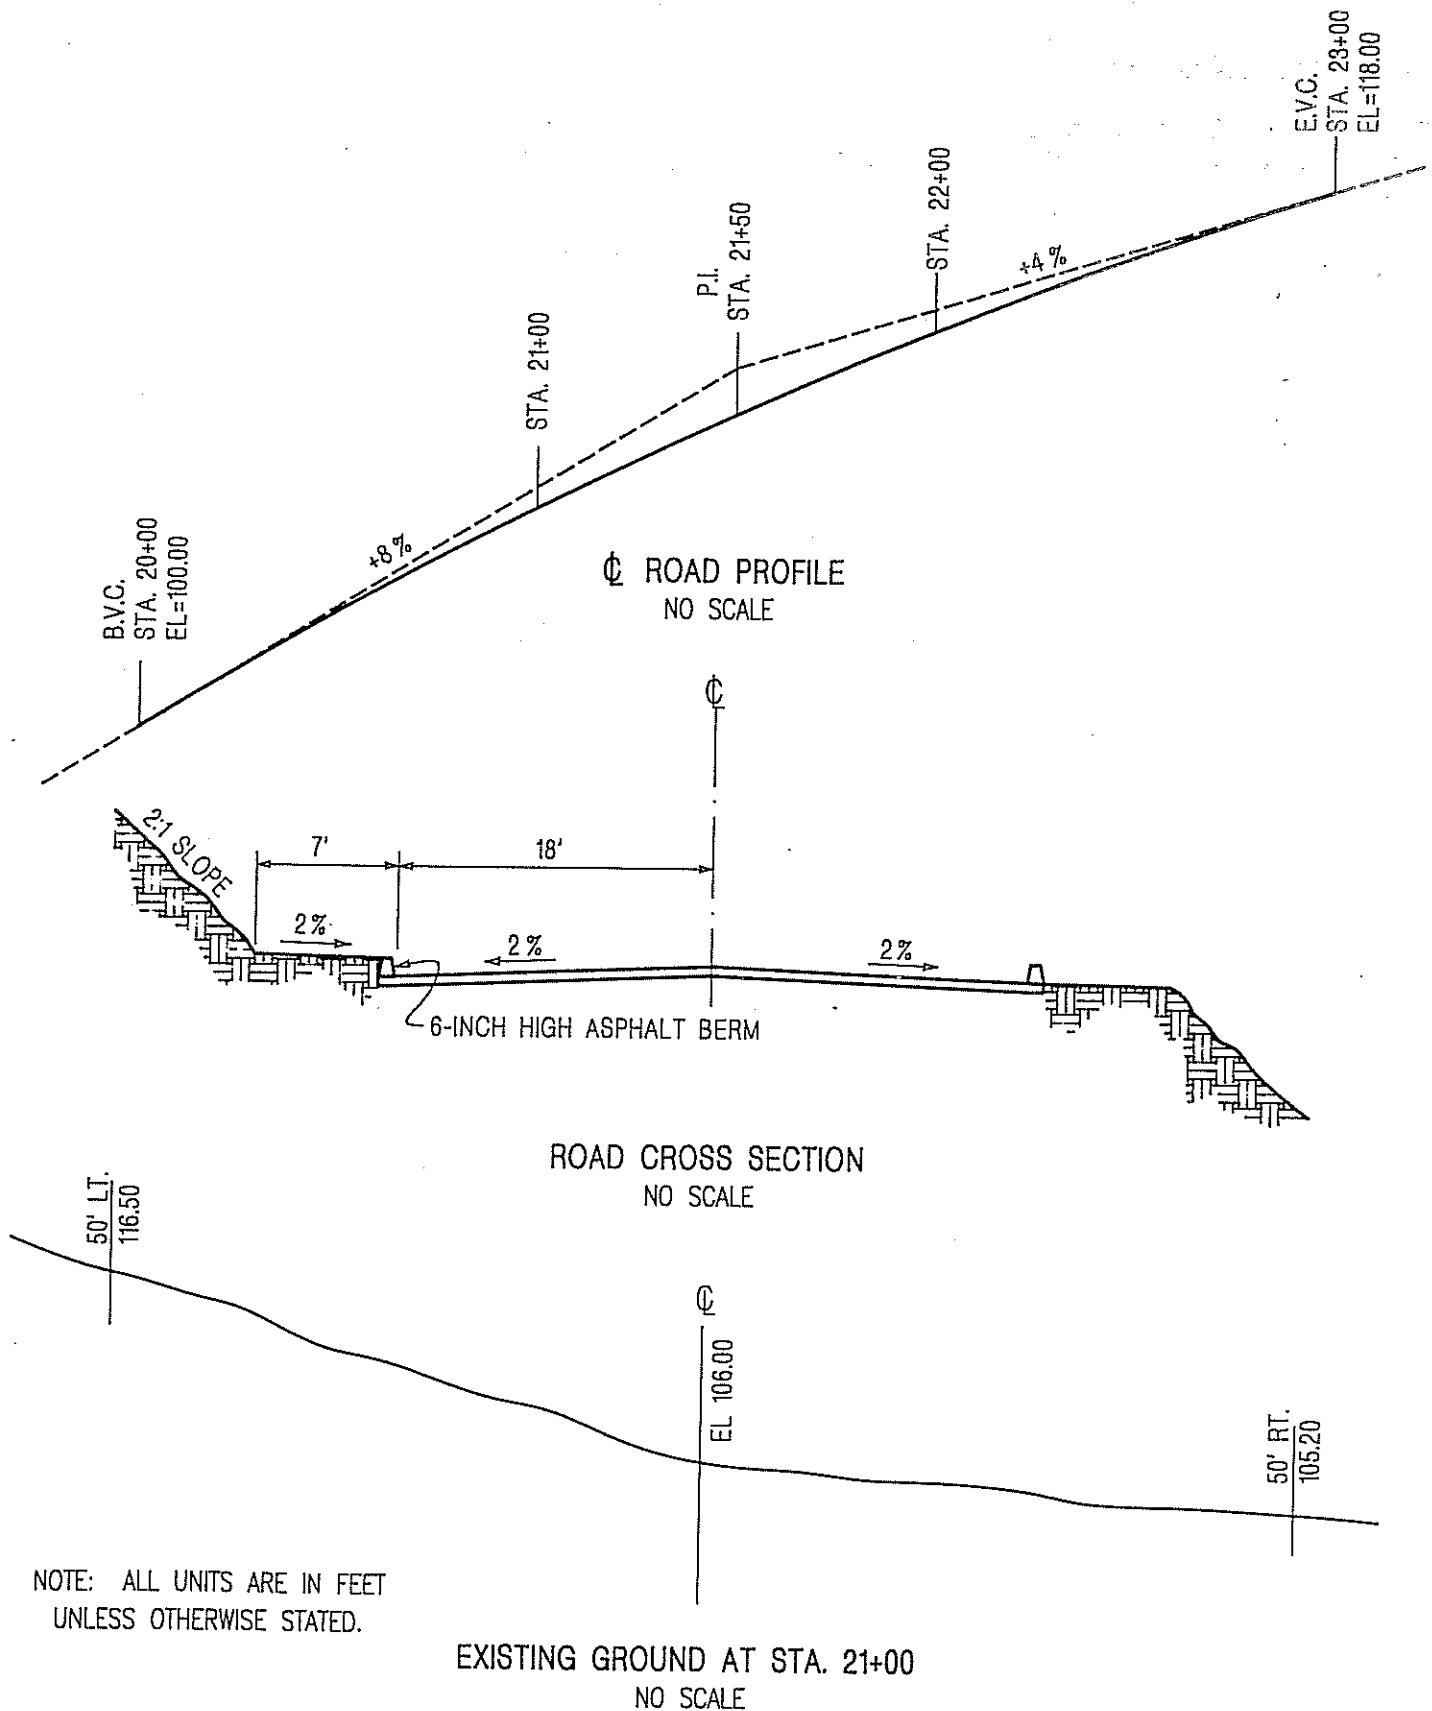 E.V.C.
STA. 23+00
EL=118.00
STA. 22+00
P.I.
STA. 21+50
+4%
STA. 21+00
+8%
B.V.C.
STA. 20+00
EL=100.00
℄ ROAD PROFILE
NO SCALE
℄
2:1 SLOPE
7'
18'
2%
2%
2%
6-INCH HIGH ASPHALT BERM
ROAD CROSS SECTION
NO SCALE
50' LT.
116.50
℄
EL 106.00
50' RT.
105.20
NOTE: ALL UNITS ARE IN FEET
UNLESS OTHERWISE STATED.
EXISTING GROUND AT STA. 21+00
NO SCALE